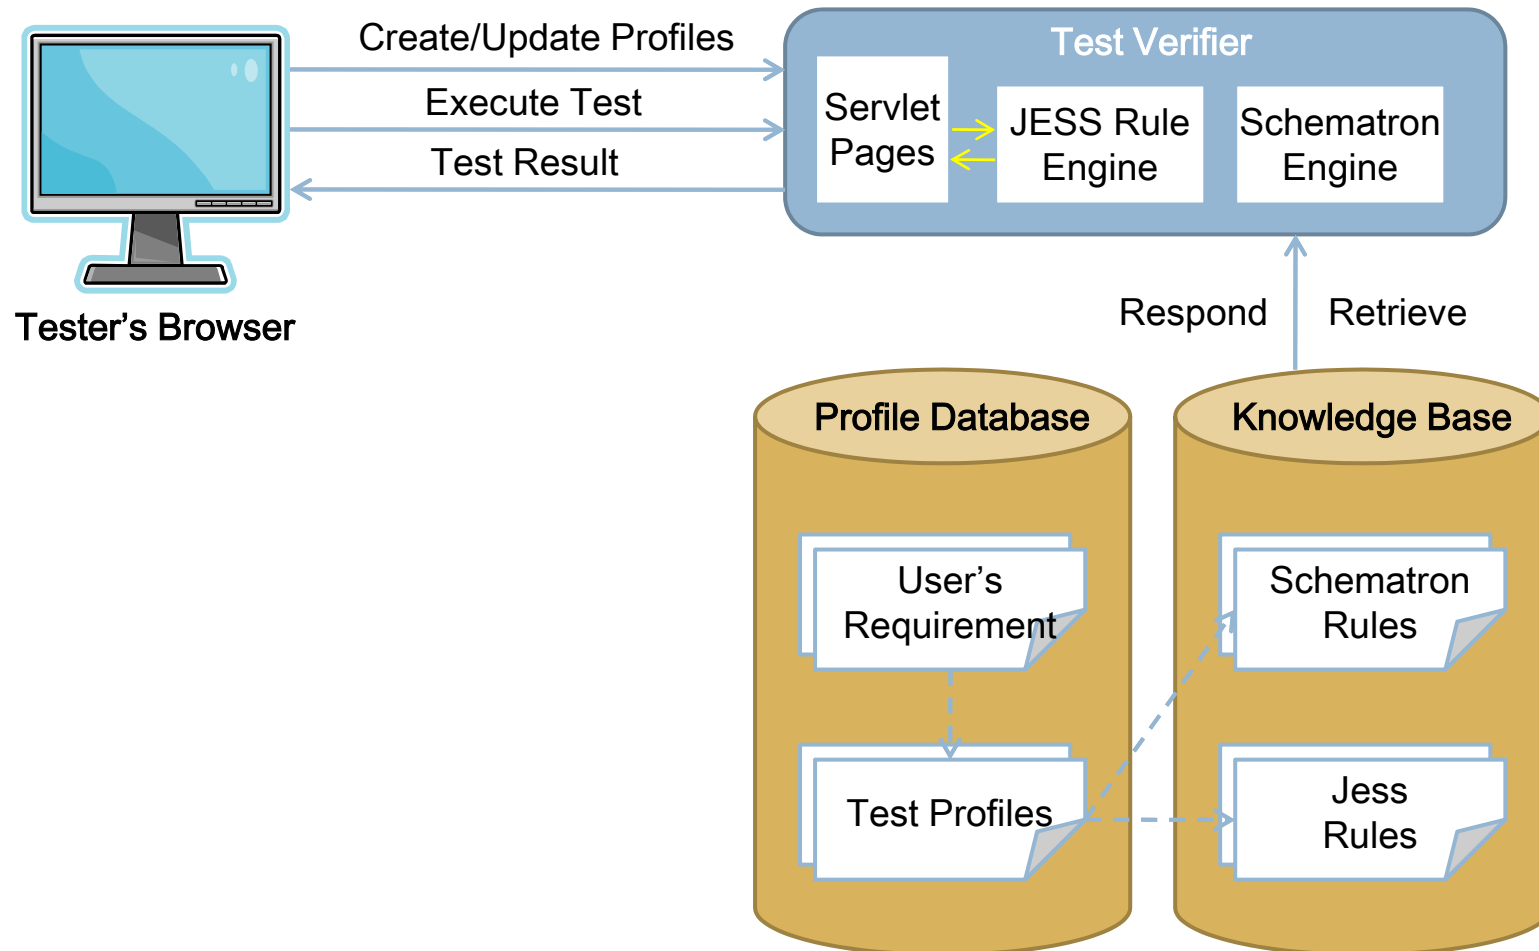 Create/Update Profiles
Execute Test
Test Result
Tester’s Browser
Test Verifier
Servlet
Pages
JESS Rule
Engine
Schematron
Engine
Respond
Retrieve
Profile Database
Knowledge Base
User’s
Requirement
Schematron
Rules
Test Profiles
Jess
Rules